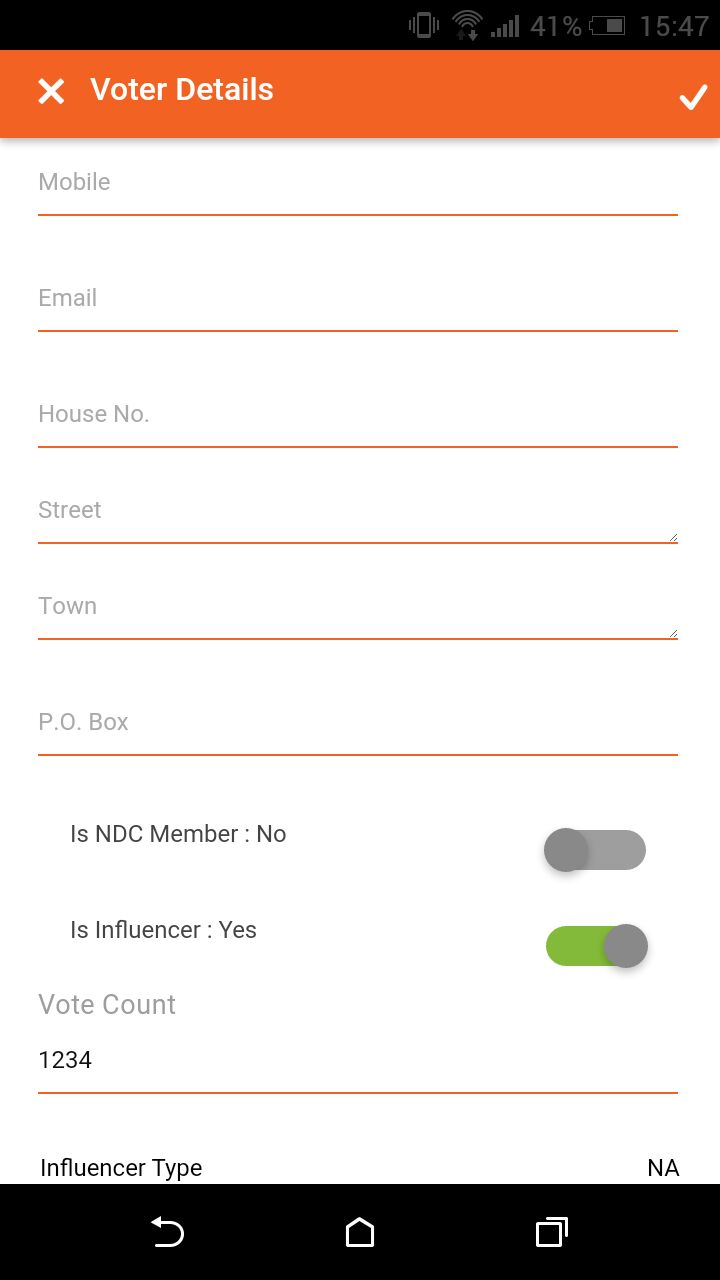 41% 15:47
Voter Details
Mobile
Email
House No.
Street
Town
P.O. Box
Is NDC Member : No
Is Influencer : Yes
Vote Count
1234
Influencer Type NA